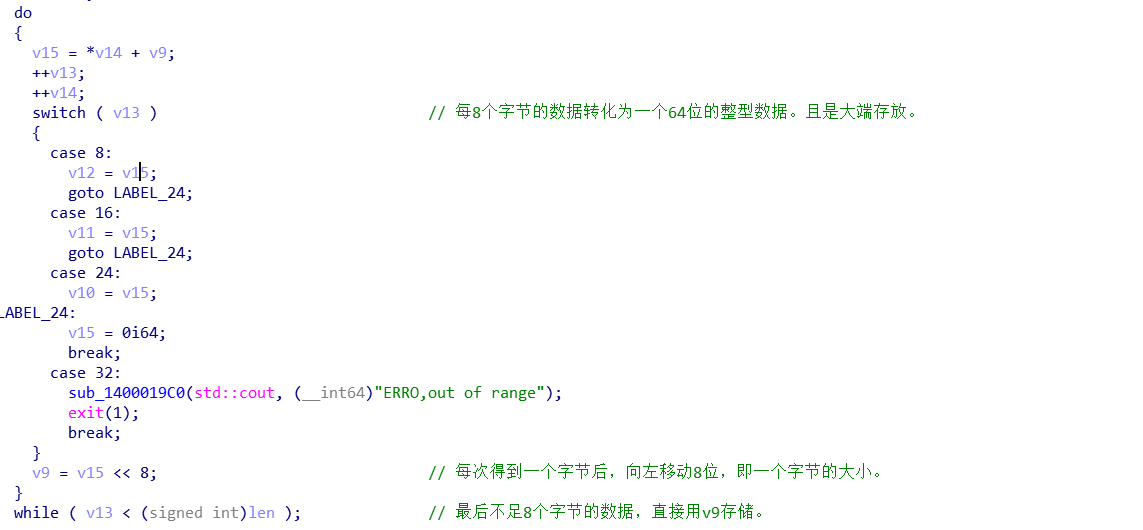 do
{
v15 = *v14 + v9;
++v13;
++v14;
switch ( v13 ) // 每8个字节的数据转化为一个64位的整型数据。且是大端存放。
{
case 8:
v12 = v15;
goto LABEL_24;
case 16:
v11 = v15;
goto LABEL_24;
case 24:
v10 = v15;
LABEL_24:
v15 = 0i64;
break;
case 32:
sub_1400019C0(std::cout, (__int64)"ERRO,out of range");
exit(1);
break;
}
v9 = v15 << 8; // 每次得到一个字节后，向左移动8位，即一个字节的大小。
}
while ( v13 < (signed int)len ); // 最后不足8个字节的数据，直接用v9存储。